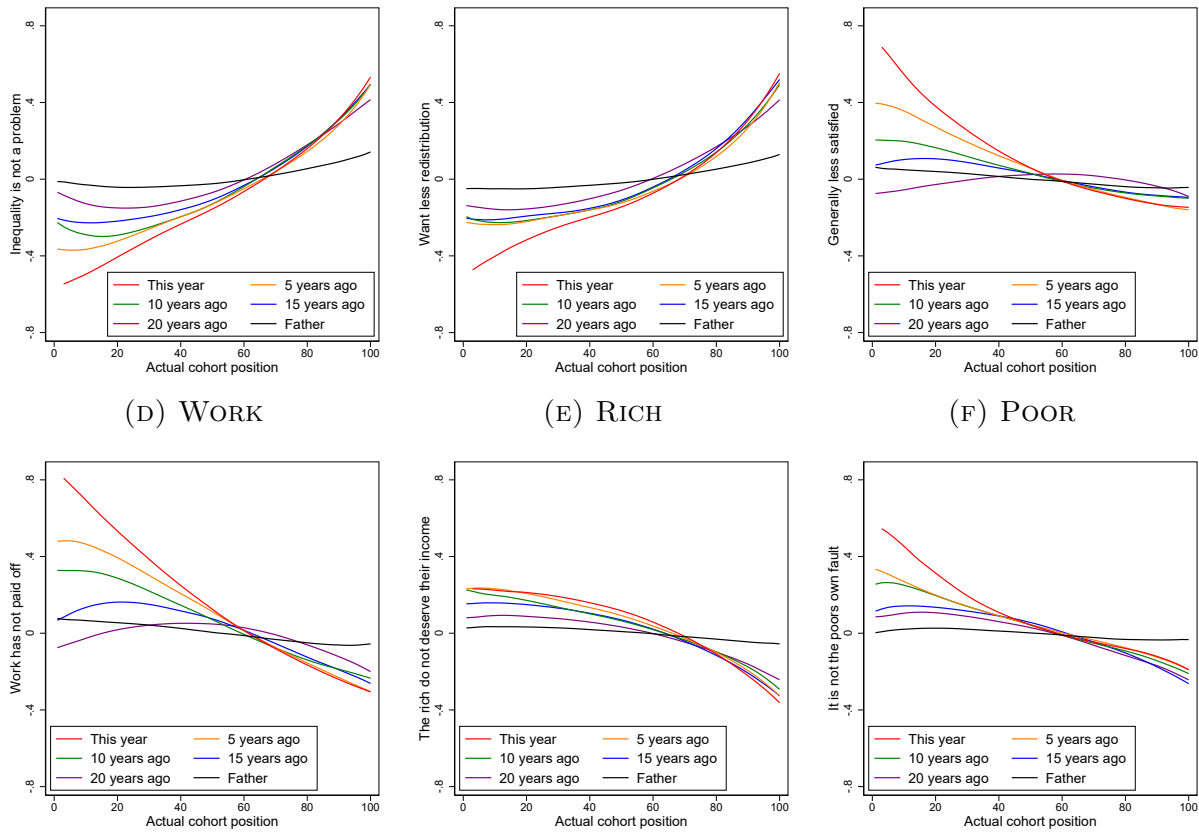 Inequality is not a problem
-.8 -.4 0 .4 .8
This year 5 years ago
10 years ago 15 years ago
20 years ago Father
0 20 40 60 80 100
Actual cohort position
Want less redistribution
-.8 -.4 0 .4 .8
This year 5 years ago
10 years ago 15 years ago
20 years ago Father
0 20 40 60 80 100
Actual cohort position
Generally less satisfied
-.8 -.4 0 .4 .8
This year 5 years ago
10 years ago 15 years ago
20 years ago Father
0 20 40 60 80 100
Actual cohort position
(D) WORK
(E) RICH
(F) POOR
Work has not paid off
-.8 -.4 0 .4 .8
This year 5 years ago
10 years ago 15 years ago
20 years ago Father
0 20 40 60 80 100
Actual cohort position
The rich do not deserve their income
-.8 -.4 0 .4 .8
This year 5 years ago
10 years ago 15 years ago
20 years ago Father
0 20 40 60 80 100
Actual cohort position
It is not the poors own fault
-.8 -.4 0 .4 .8
This year 5 years ago
10 years ago 15 years ago
20 years ago Father
0 20 40 60 80 100
Actual cohort position